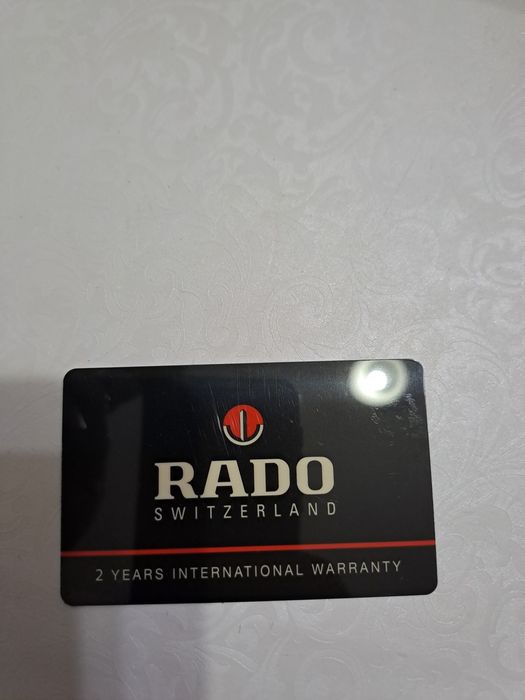 RADO
SWITZERLAND
2 YEARS INTERNATIONAL WARRANTY